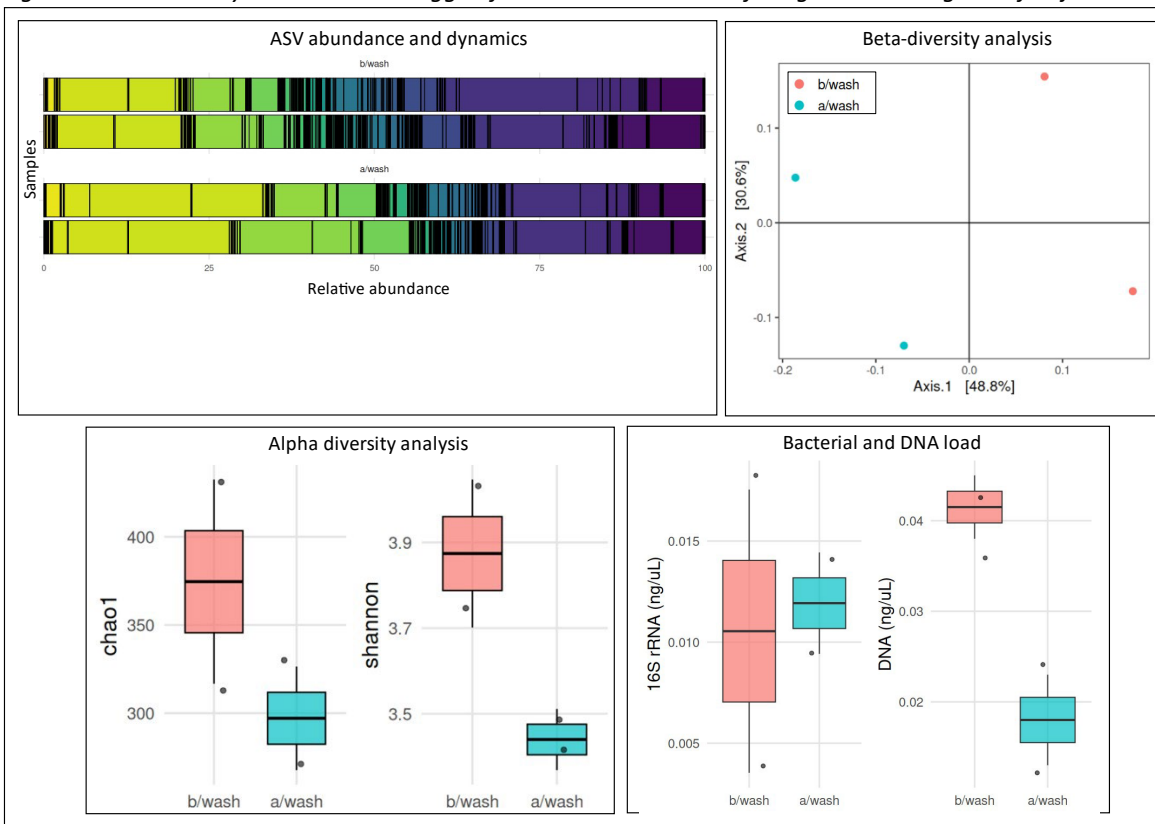 ASV abundance and dynamics
b/wash
a/wash
Samples
0 25 50 75 100
Relative abundance
Beta-diversity analysis
b/wash
a/wash
0.1
0.0
-0.1
Axis.2 [30.6%]
-0.2 -0.1 0.0 0.1
Axis.1 [48.8%]
Alpha diversity analysis
chao1
400
350
300
b/wash a/wash
shannon
3.9
3.7
3.5
b/wash a/wash
Bacterial and DNA load
16S rRNA (ng/uL)
0.015
0.010
0.005
b/wash a/wash
DNA (ng/uL)
0.04
0.03
0.02
b/wash a/wash